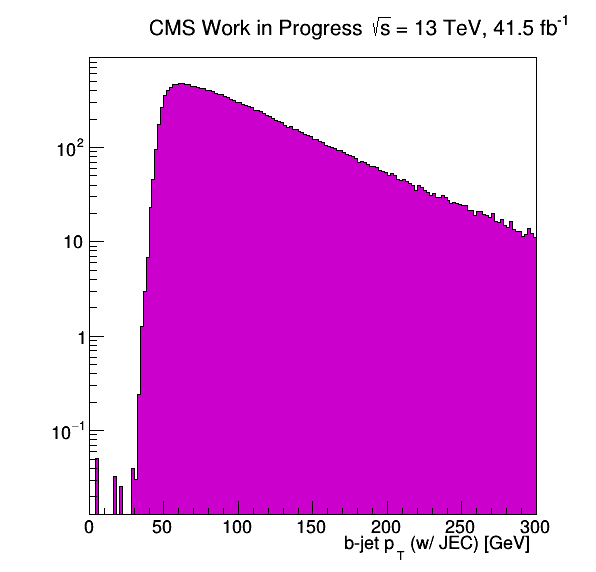 CMS Work in Progress √s = 13 TeV, 41.5 fb⁻¹
10²
10
1
10⁻¹
0 50 100 150 200 250 300
b-jet p_T (w/ JEC) [GeV]